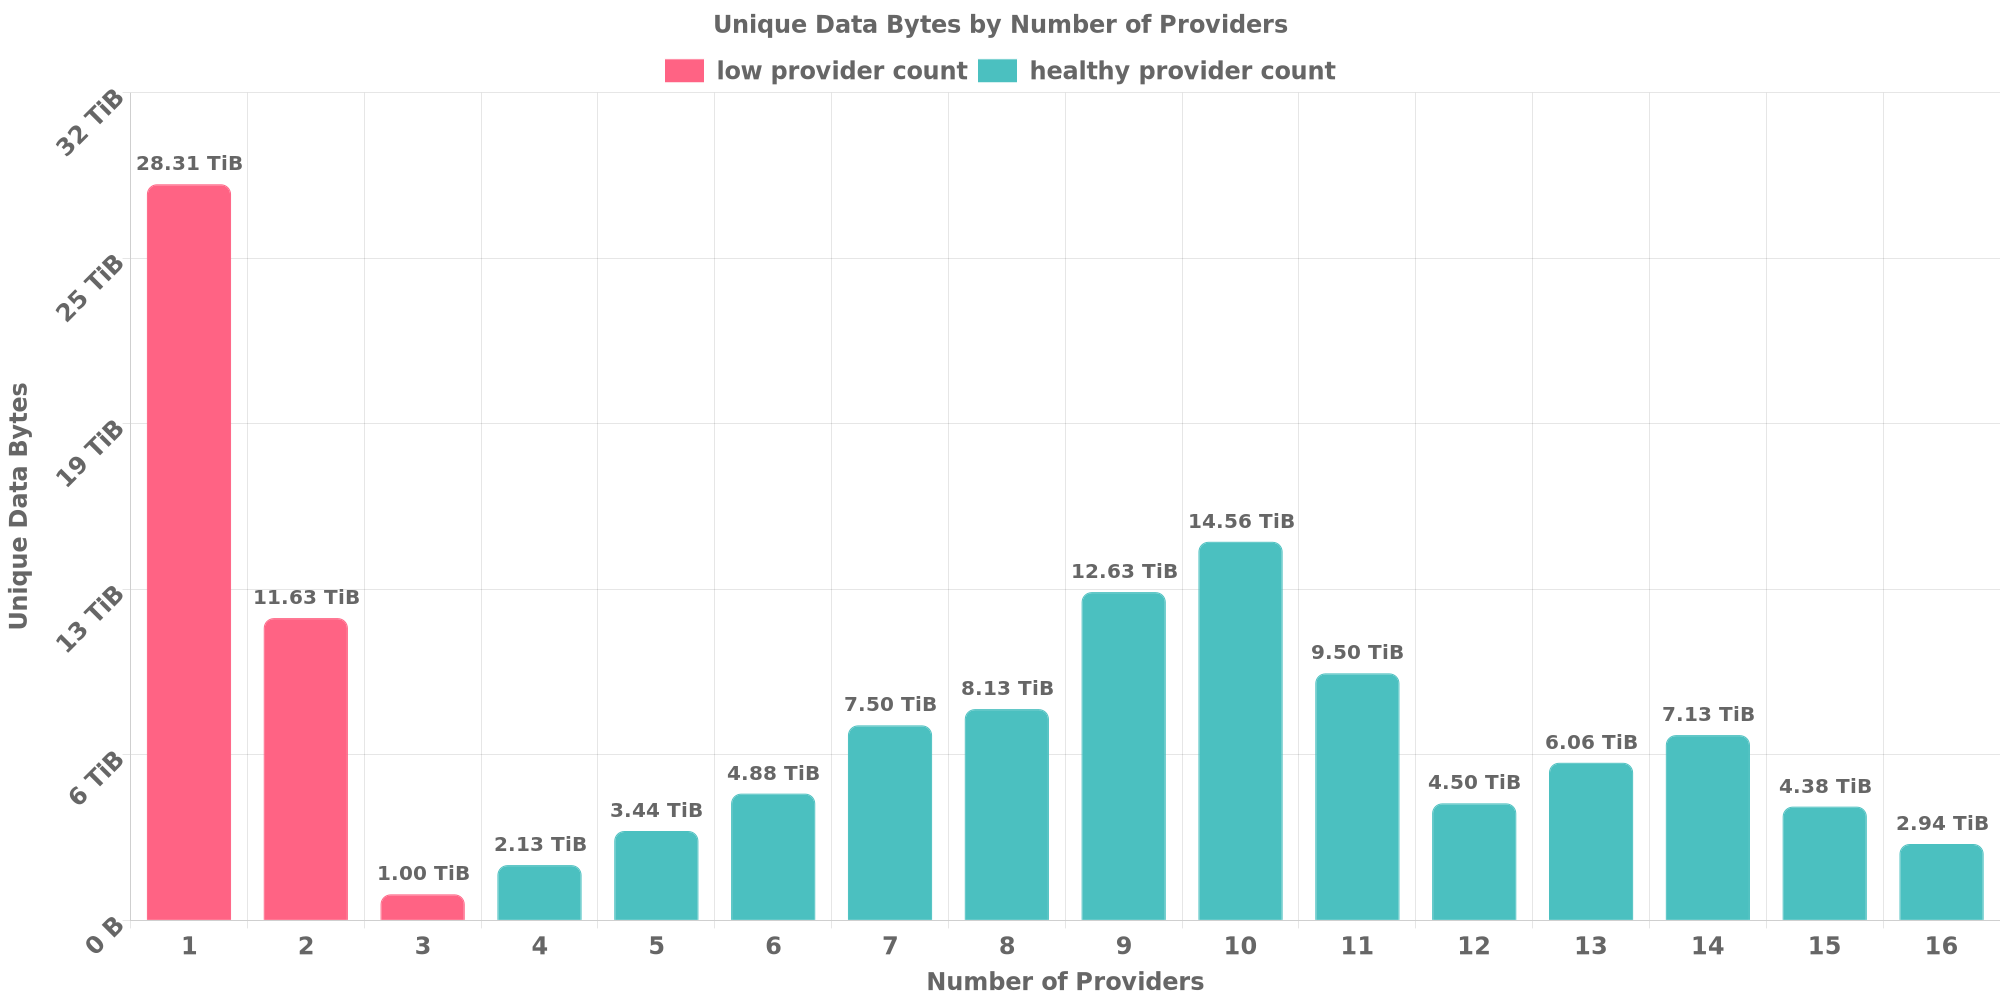 Unique Data Bytes by Number of Providers
low provider count healthy provider count
32 TiB
25 TiB
19 TiB
13 TiB
6 TiB
0 B
Unique Data Bytes
28.31 TiB
11.63 TiB
1.00 TiB
2.13 TiB
3.44 TiB
4.88 TiB
7.50 TiB
8.13 TiB
12.63 TiB
14.56 TiB
9.50 TiB
4.50 TiB
6.06 TiB
7.13 TiB
4.38 TiB
2.94 TiB
1 2 3 4 5 6 7 8 9 10 11 12 13 14 15 16
Number of Providers